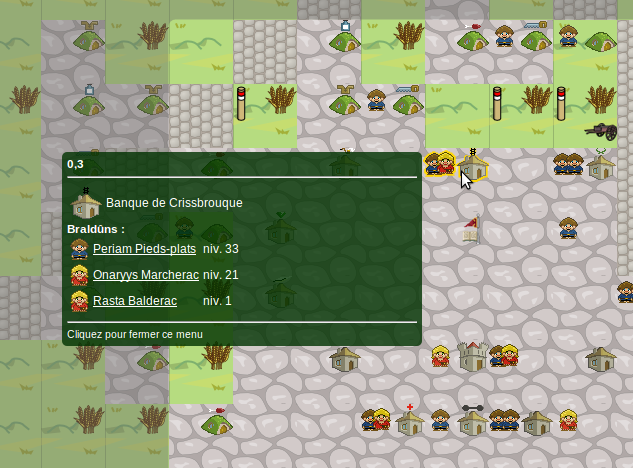 0,3
Banque de Crissbrouque
Braldûns :
Periam Pieds-plats niv. 33
Onaryys Marcherac niv. 21
Rasta Balderac niv. 1
Cliquez pour fermer ce menu